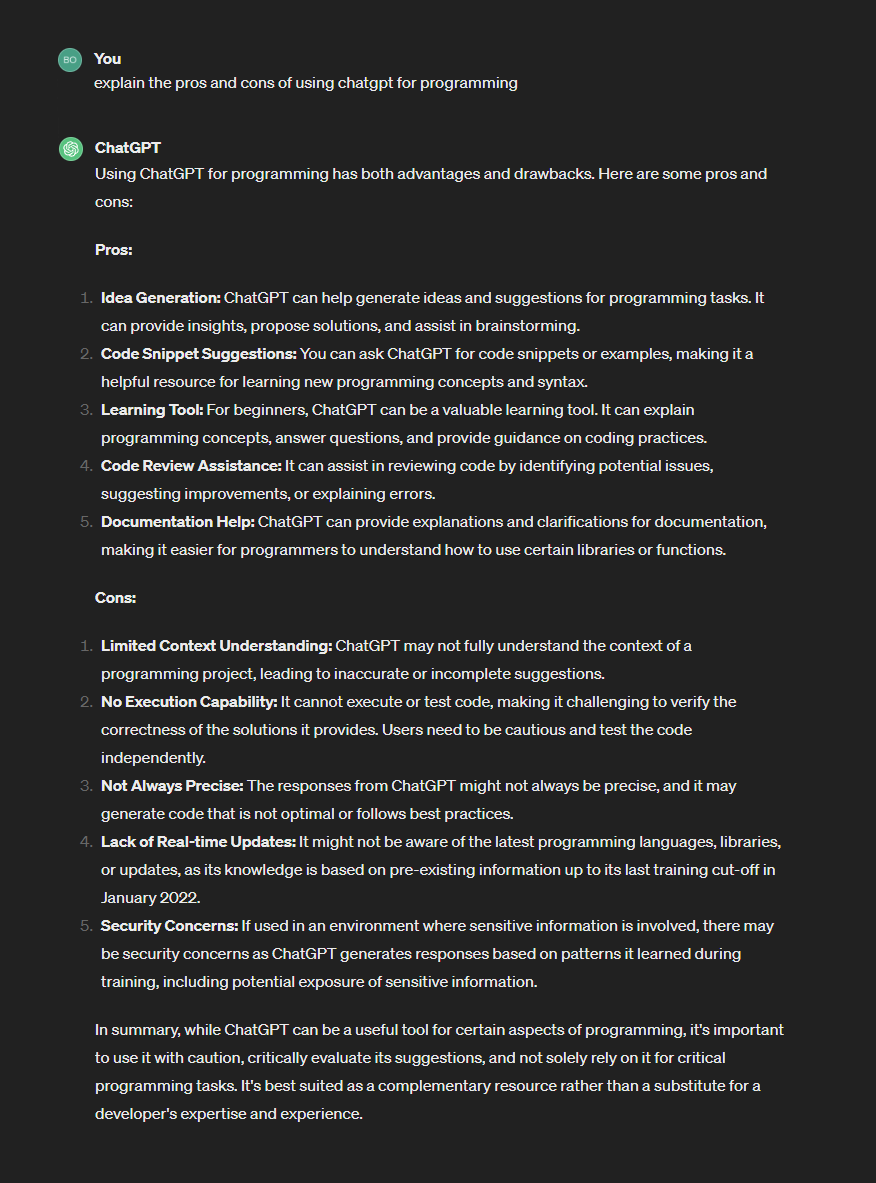 BO
You
explain the pros and cons of using chatgpt for programming
ChatGPT
Using ChatGPT for programming has both advantages and drawbacks. Here are some pros and
cons:
Pros:
1. Idea Generation: ChatGPT can help generate ideas and suggestions for programming tasks. It
can provide insights, propose solutions, and assist in brainstorming.
2. Code Snippet Suggestions: You can ask ChatGPT for code snippets or examples, making it a
helpful resource for learning new programming concepts and syntax.
3. Learning Tool: For beginners, ChatGPT can be a valuable learning tool. It can explain
programming concepts, answer questions, and provide guidance on coding practices.
4. Code Review Assistance: It can assist in reviewing code by identifying potential issues,
suggesting improvements, or explaining errors.
5. Documentation Help: ChatGPT can provide explanations and clarifications for documentation,
making it easier for programmers to understand how to use certain libraries or functions.
Cons:
1. Limited Context Understanding: ChatGPT may not fully understand the context of a
programming project, leading to inaccurate or incomplete suggestions.
2. No Execution Capability: It cannot execute or test code, making it challenging to verify the
correctness of the solutions it provides. Users need to be cautious and test the code
independently.
3. Not Always Precise: The responses from ChatGPT might not always be precise, and it may
generate code that is not optimal or follows best practices.
4. Lack of Real-time Updates: It might not be aware of the latest programming languages, libraries,
or updates, as its knowledge is based on pre-existing information up to its last training cut-off in
January 2022.
5. Security Concerns: If used in an environment where sensitive information is involved, there may
be security concerns as ChatGPT generates responses based on patterns it learned during
training, including potential exposure of sensitive information.
In summary, while ChatGPT can be a useful tool for certain aspects of programming, it's important
to use it with caution, critically evaluate its suggestions, and not solely rely on it for critical
programming tasks. It's best suited as a complementary resource rather than a substitute for a
developer's expertise and experience.